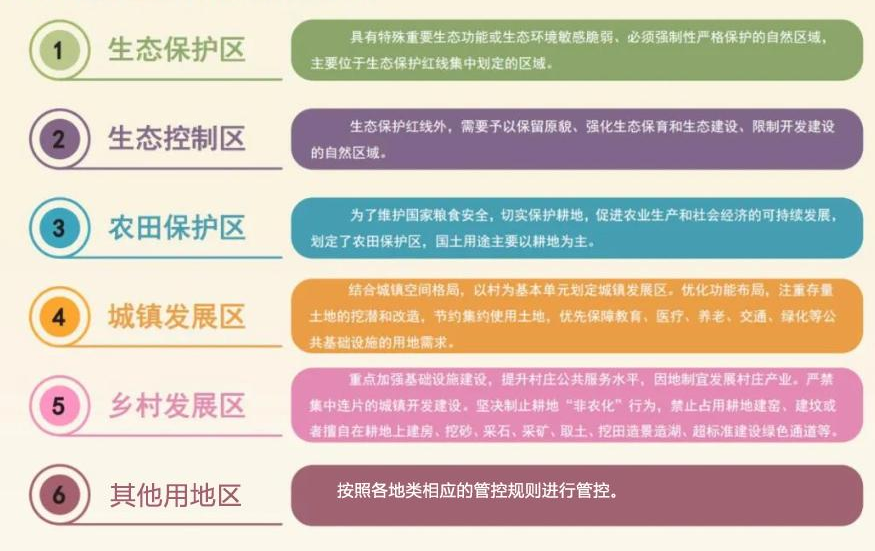 1
生态保护区
具有特殊重要生态功能或生态环境敏感脆弱、必须强制性严格保护的自然区域，
主要位于生态保护红线集中划定的区域。
2
生态控制区
生态保护红线外，需要予以保留原貌、强化生态保育和生态建设、限制开发建设
的自然区域。
3
农田保护区
为了维护国家粮食安全，切实保护耕地，促进农业生产和社会经济的可持续发展，
划定了农田保护区，国土用途主要以耕地为主。
4
城镇发展区
结合城镇空间格局，以村为基本单元划定城镇发展区。优化功能布局，注重存量
土地的挖潜和改造，节约集约使用土地，优先保障教育、医疗、养老、交通、绿化等公
共基础设施的用地需求。
5
乡村发展区
重点加强基础设施建设，提升村庄公共服务水平，因地制宜发展村庄产业。严禁
集中连片的城镇开发建设。坚决制止耕地“非农化”行为，禁止占用耕地建窑、建坟或
者擅自在耕地上建房、挖砂、采石、采矿、取土、挖田造景造湖、超标准建设绿色通道等。
6
其他用地区
按照各地类相应的管控规则进行管控。